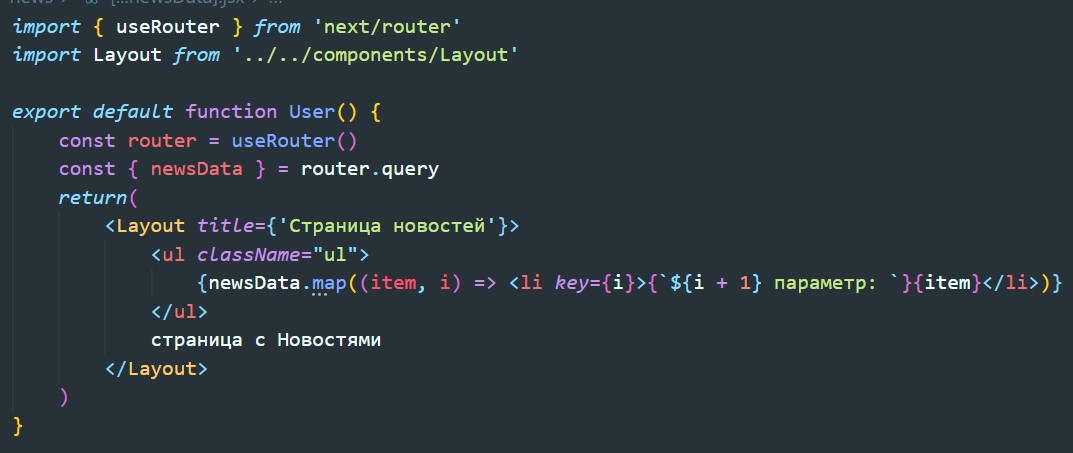 news > [...newsData].jsx > ...
import { useRouter } from 'next/router'
import Layout from '../../components/Layout'
export default function User() {
const router = useRouter()
const { newsData } = router.query
return(
<Layout title={'Страница новостей'}>
<ul className="ul">
{newsData.map((item, i) => <li key={i}>{`${i + 1} параметр: `}{item}</li>)}
</ul>
страница с Новостями
</Layout>
)
}